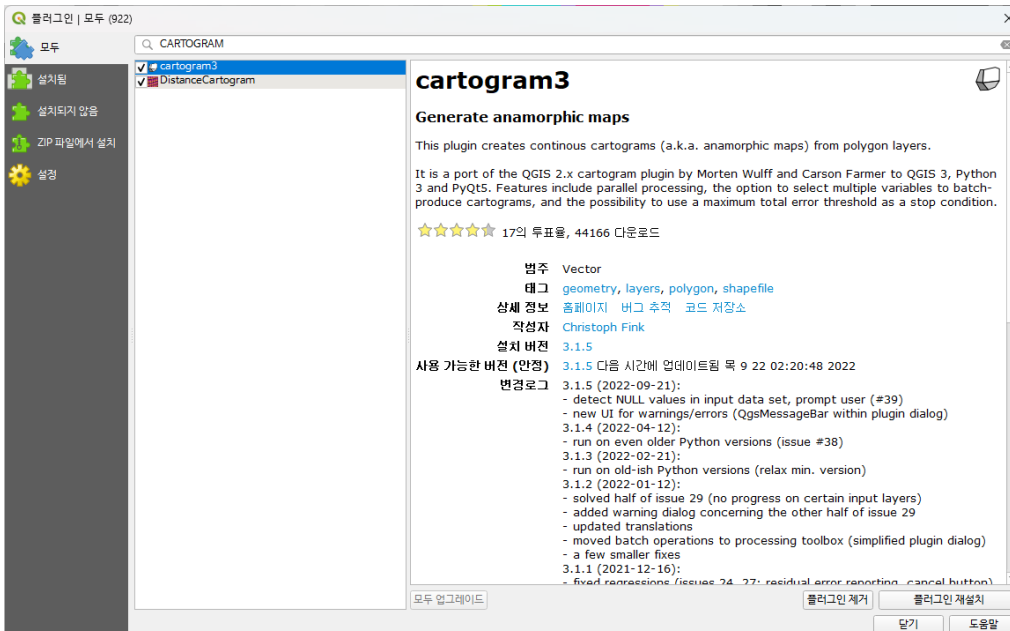 플러그인 | 모두 (922)
모두
설치됨
설치되지 않음
ZIP 파일에서 설치
설정
CARTOGRAM
cartogram3
DistanceCartogram
cartogram3
Generate anamorphic maps
This plugin creates continous cartograms (a.k.a. anamorphic maps) from polygon layers.
It is a port of the QGIS 2.x cartogram plugin by Morten Wulff and Carson Farmer to QGIS 3, Python
3 and PyQt5. Features include parallel processing, the option to select multiple variables to batch-
produce cartograms, and the possibility to use a maximum total error threshold as a stop condition.
17의 투표율, 44166 다운로드
범주 Vector
태그 geometry, layers, polygon, shapefile
상세 정보 홈페이지 버그 추적 코드 저장소
작성자 Christoph Fink
설치 버전 3.1.5
사용 가능한 버전 (안정) 3.1.5 다음 시간에 업데이트됨 목 9 22 02:20:48 2022
변경로그 3.1.5 (2022-09-21):
- detect NULL values in input data set, prompt user (#39)
- new UI for warnings/errors (QgsMessageBar within plugin dialog)
3.1.4 (2022-04-12):
- run on even older Python versions (issue #38)
3.1.3 (2022-02-21):
- run on old-ish Python versions (relax min. version)
3.1.2 (2022-01-12):
- solved half of issue 29 (no progress on certain input layers)
- added warning dialog concerning the other half of issue 29
- updated translations
- moved batch operations to processing toolbox (simplified plugin dialog)
- a few smaller fixes
3.1.1 (2021-12-16):
- fixed regressions (issues 24, 27: residual error reporting, cancel button)
모두 업그레이드
플러그인 제거
플러그인 재설치
닫기
도움말